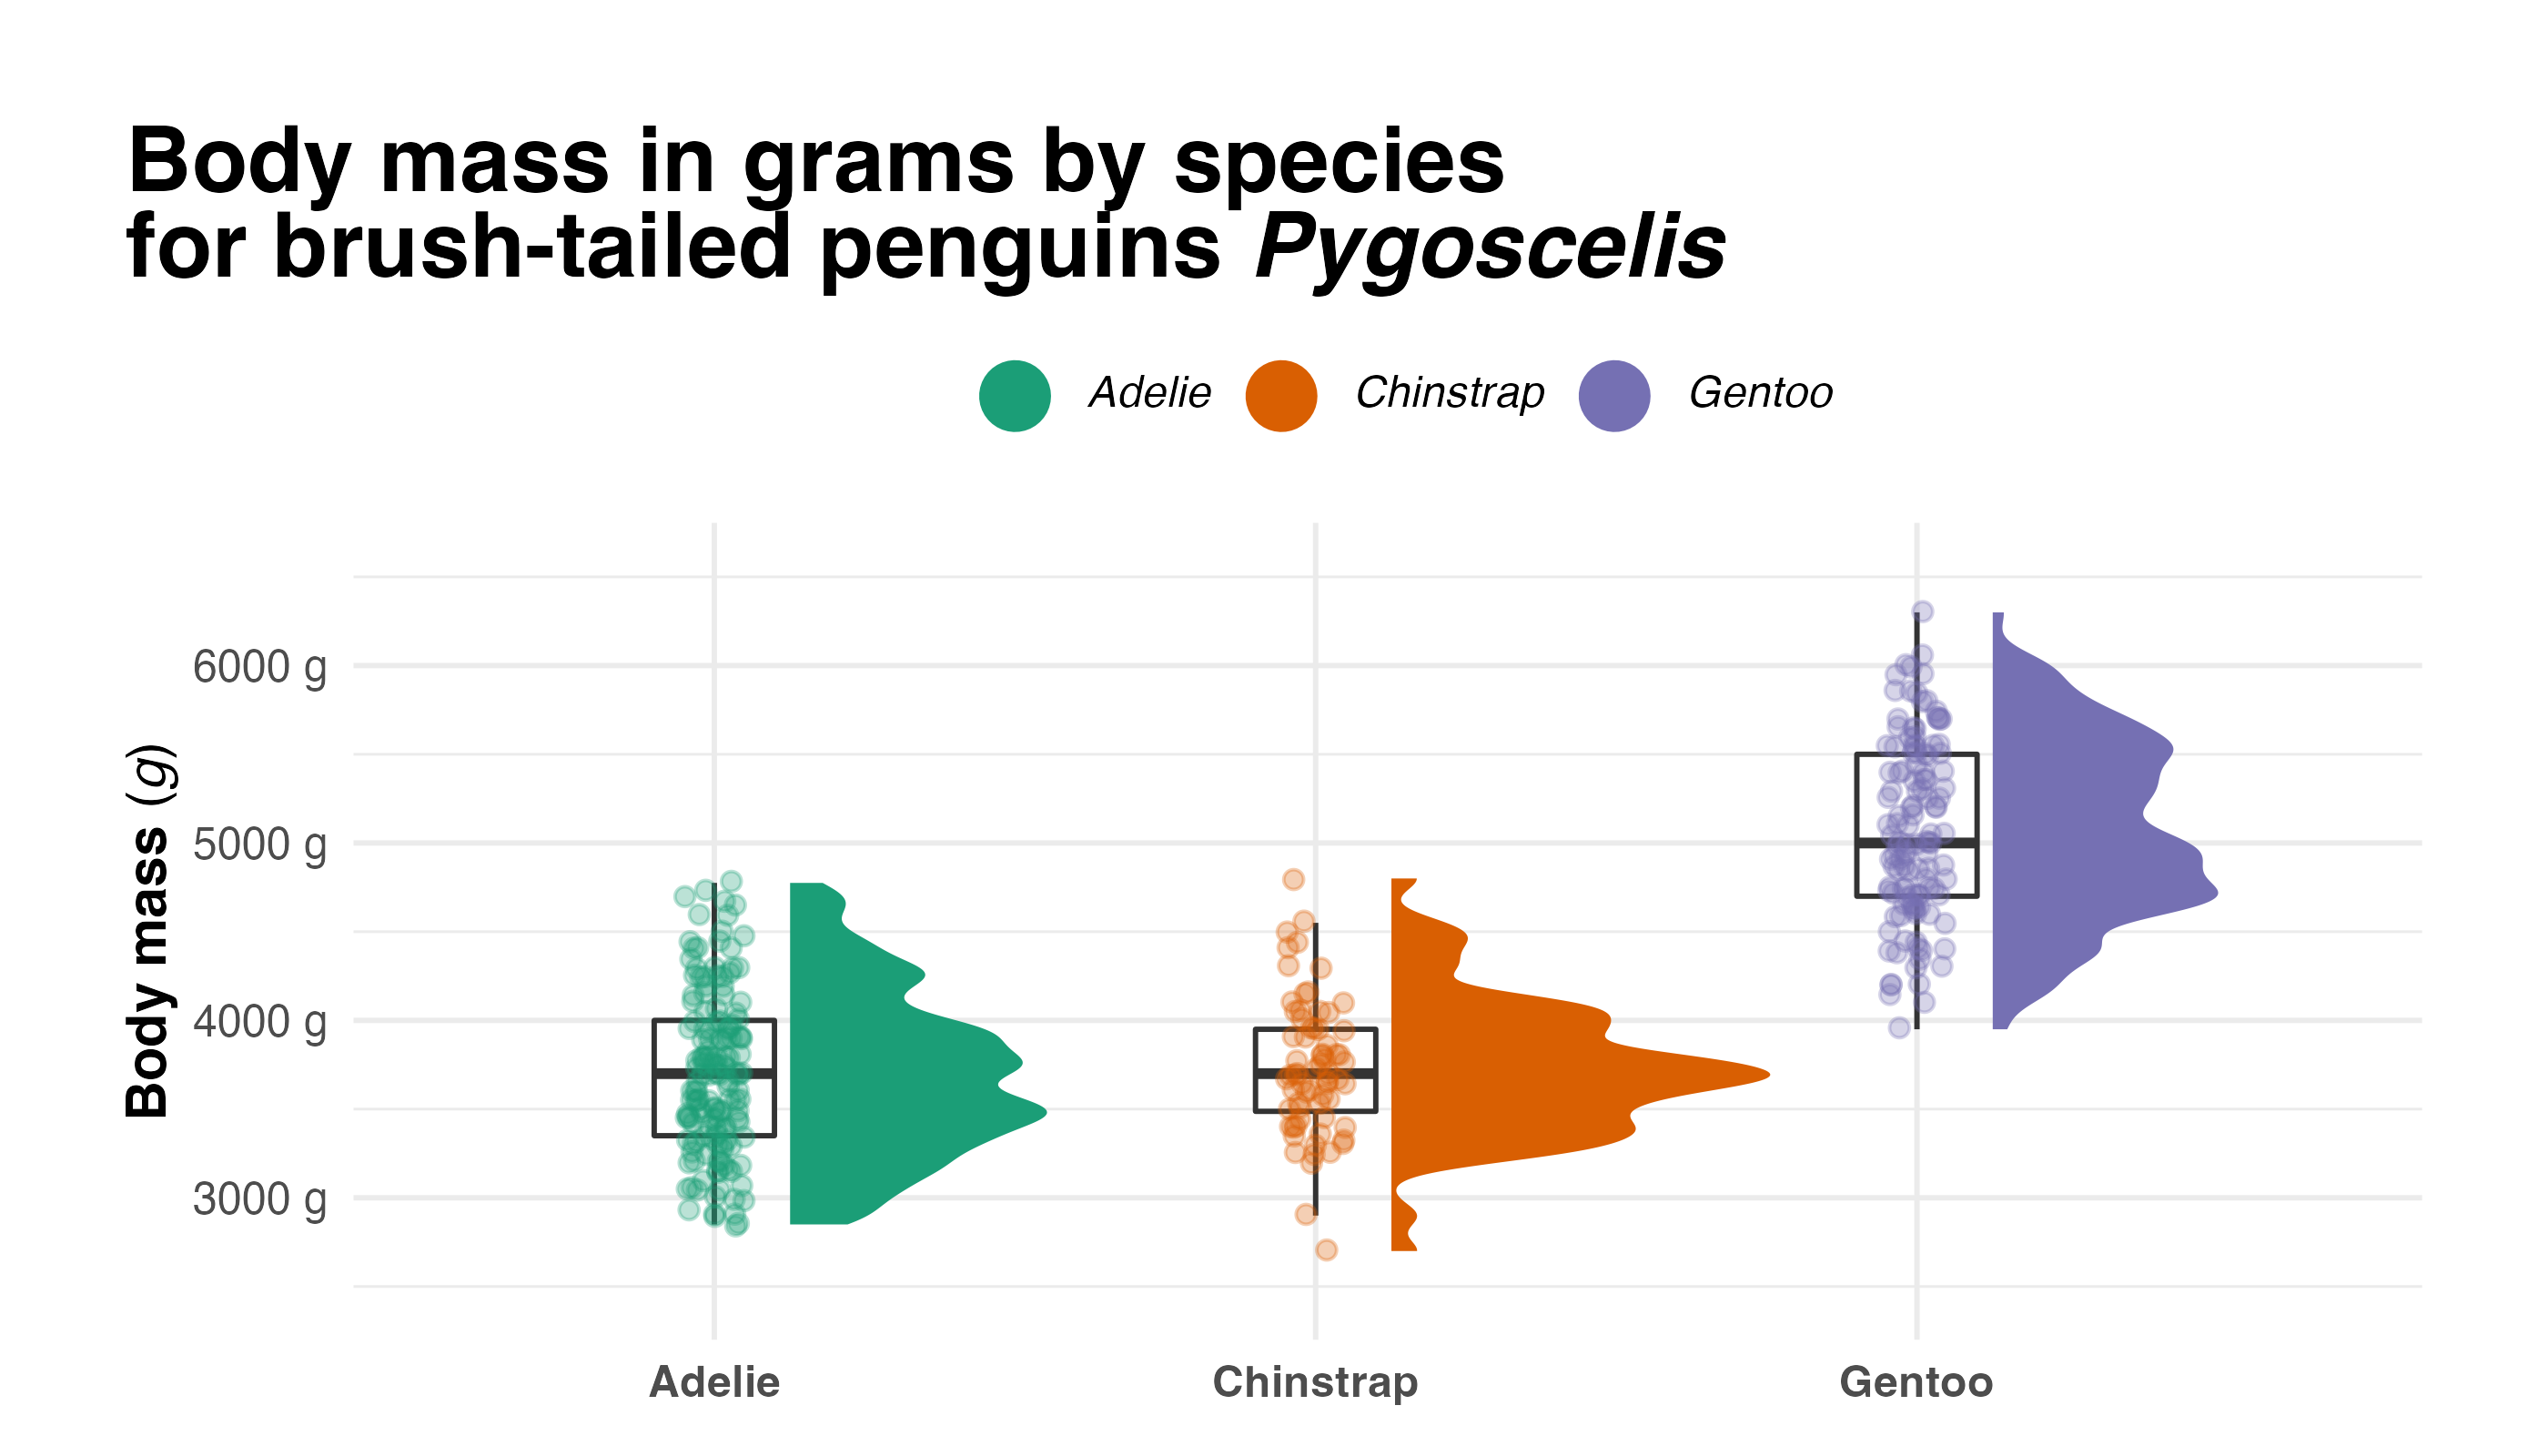 Body mass in grams by species
for brush-tailed penguins Pygoscelis
Adelie Chinstrap Gentoo
Body mass (g)
6000 g
5000 g
4000 g
3000 g
Adelie Chinstrap Gentoo